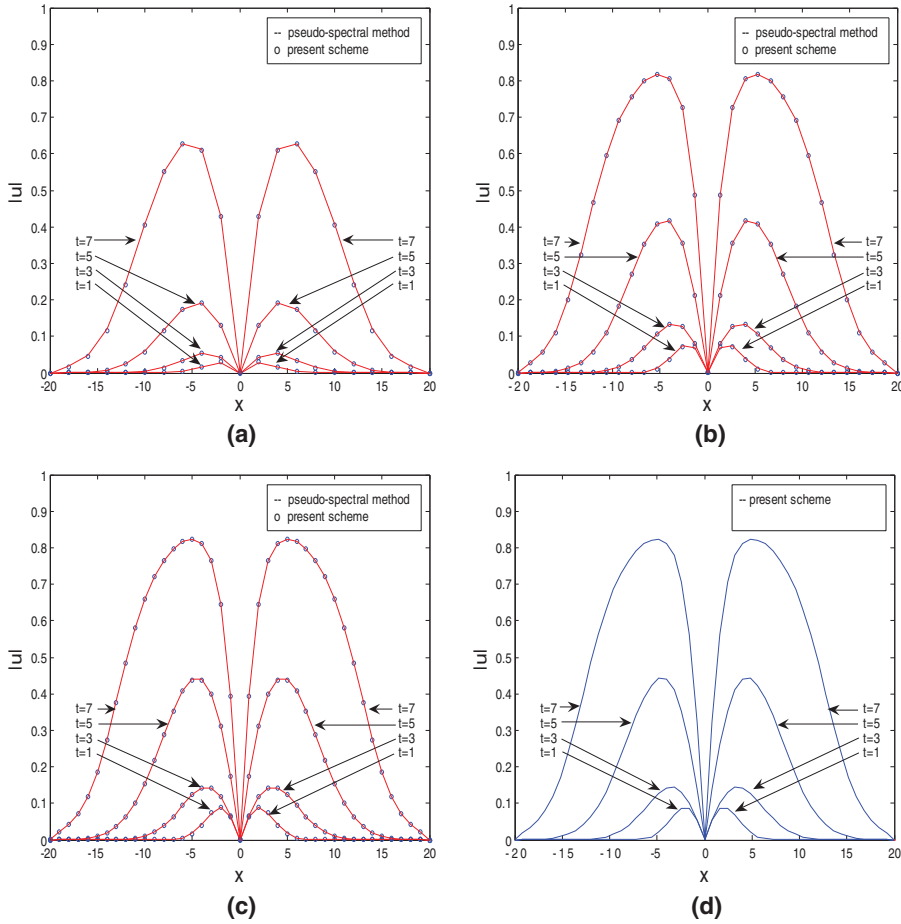 1
0.9
0.8
0.7
0.6
0.5
0.4
0.3
0.2
0.1
0
|u|
-- pseudo-spectral method
o present scheme
t=7
t=5
t=3
t=1
t=7
t=5
t=3
t=1
-20 -15 -10 -5 0 5 10 15 20
x
(a)
1
0.9
0.8
0.7
0.6
0.5
0.4
0.3
0.2
0.1
0
|u|
-- pseudo-spectral method
o present scheme
t=7
t=5
t=3
t=1
t=7
t=5
t=3
t=1
-20 -15 -10 -5 0 5 10 15 20
x
(b)
1
0.9
0.8
0.7
0.6
0.5
0.4
0.3
0.2
0.1
0
|u|
-- pseudo-spectral method
o present scheme
t=7
t=5
t=3
t=1
t=7
t=5
t=3
t=1
-20 -15 -10 -5 0 5 10 15 20
x
(c)
1
0.9
0.8
0.7
0.6
0.5
0.4
0.3
0.2
0.1
0
|u|
-- present scheme
t=7
t=5
t=3
t=1
t=7
t=5
t=3
t=1
-20 -15 -10 -5 0 5 10 15 20
x
(d)